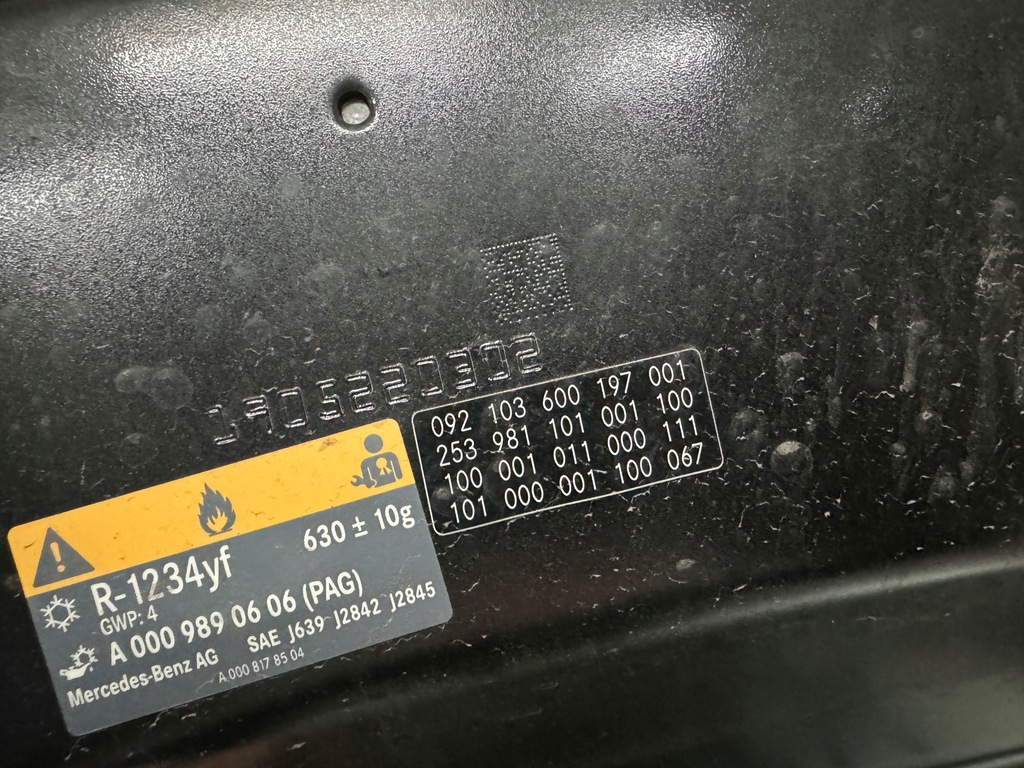 1905220302
092 103 600 197 001
253 981 101 001 100
100 001 011 000 111
101 000 001 100 067
630 ± 10g
R-1234yf
GWP: 4
A 000 989 06 06 (PAG)
SAE J639 J2842 J2845
Mercedes-Benz AG
A 000 817 85 04